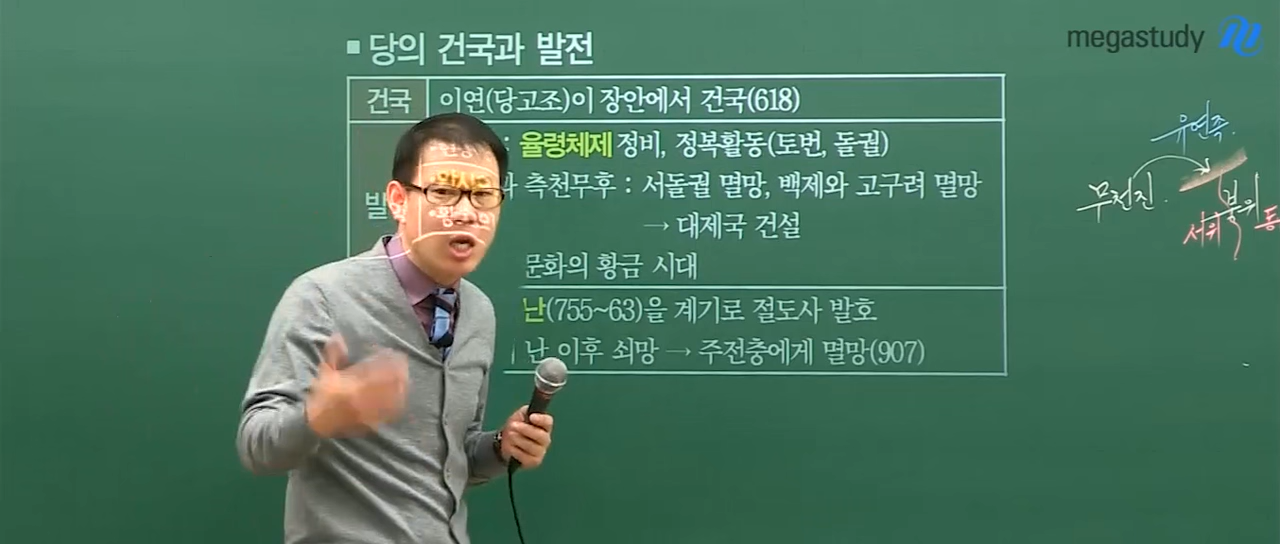 megastudy
■ 당의 건국과 발전
건국 이연(당고조)이 장안에서 건국(618)
: 율령체제 정비, 정복활동(토번, 돌궐)
측천무후 : 서돌궐 멸망, 백제와 고구려 멸망
발
→ 대제국 건설
문화의 황금 시대
난(755~63)을 계기로 절도사 발호
난 이후 쇠망 → 주전충에게 멸망(907)
유연족.
무천진.
북위
서위